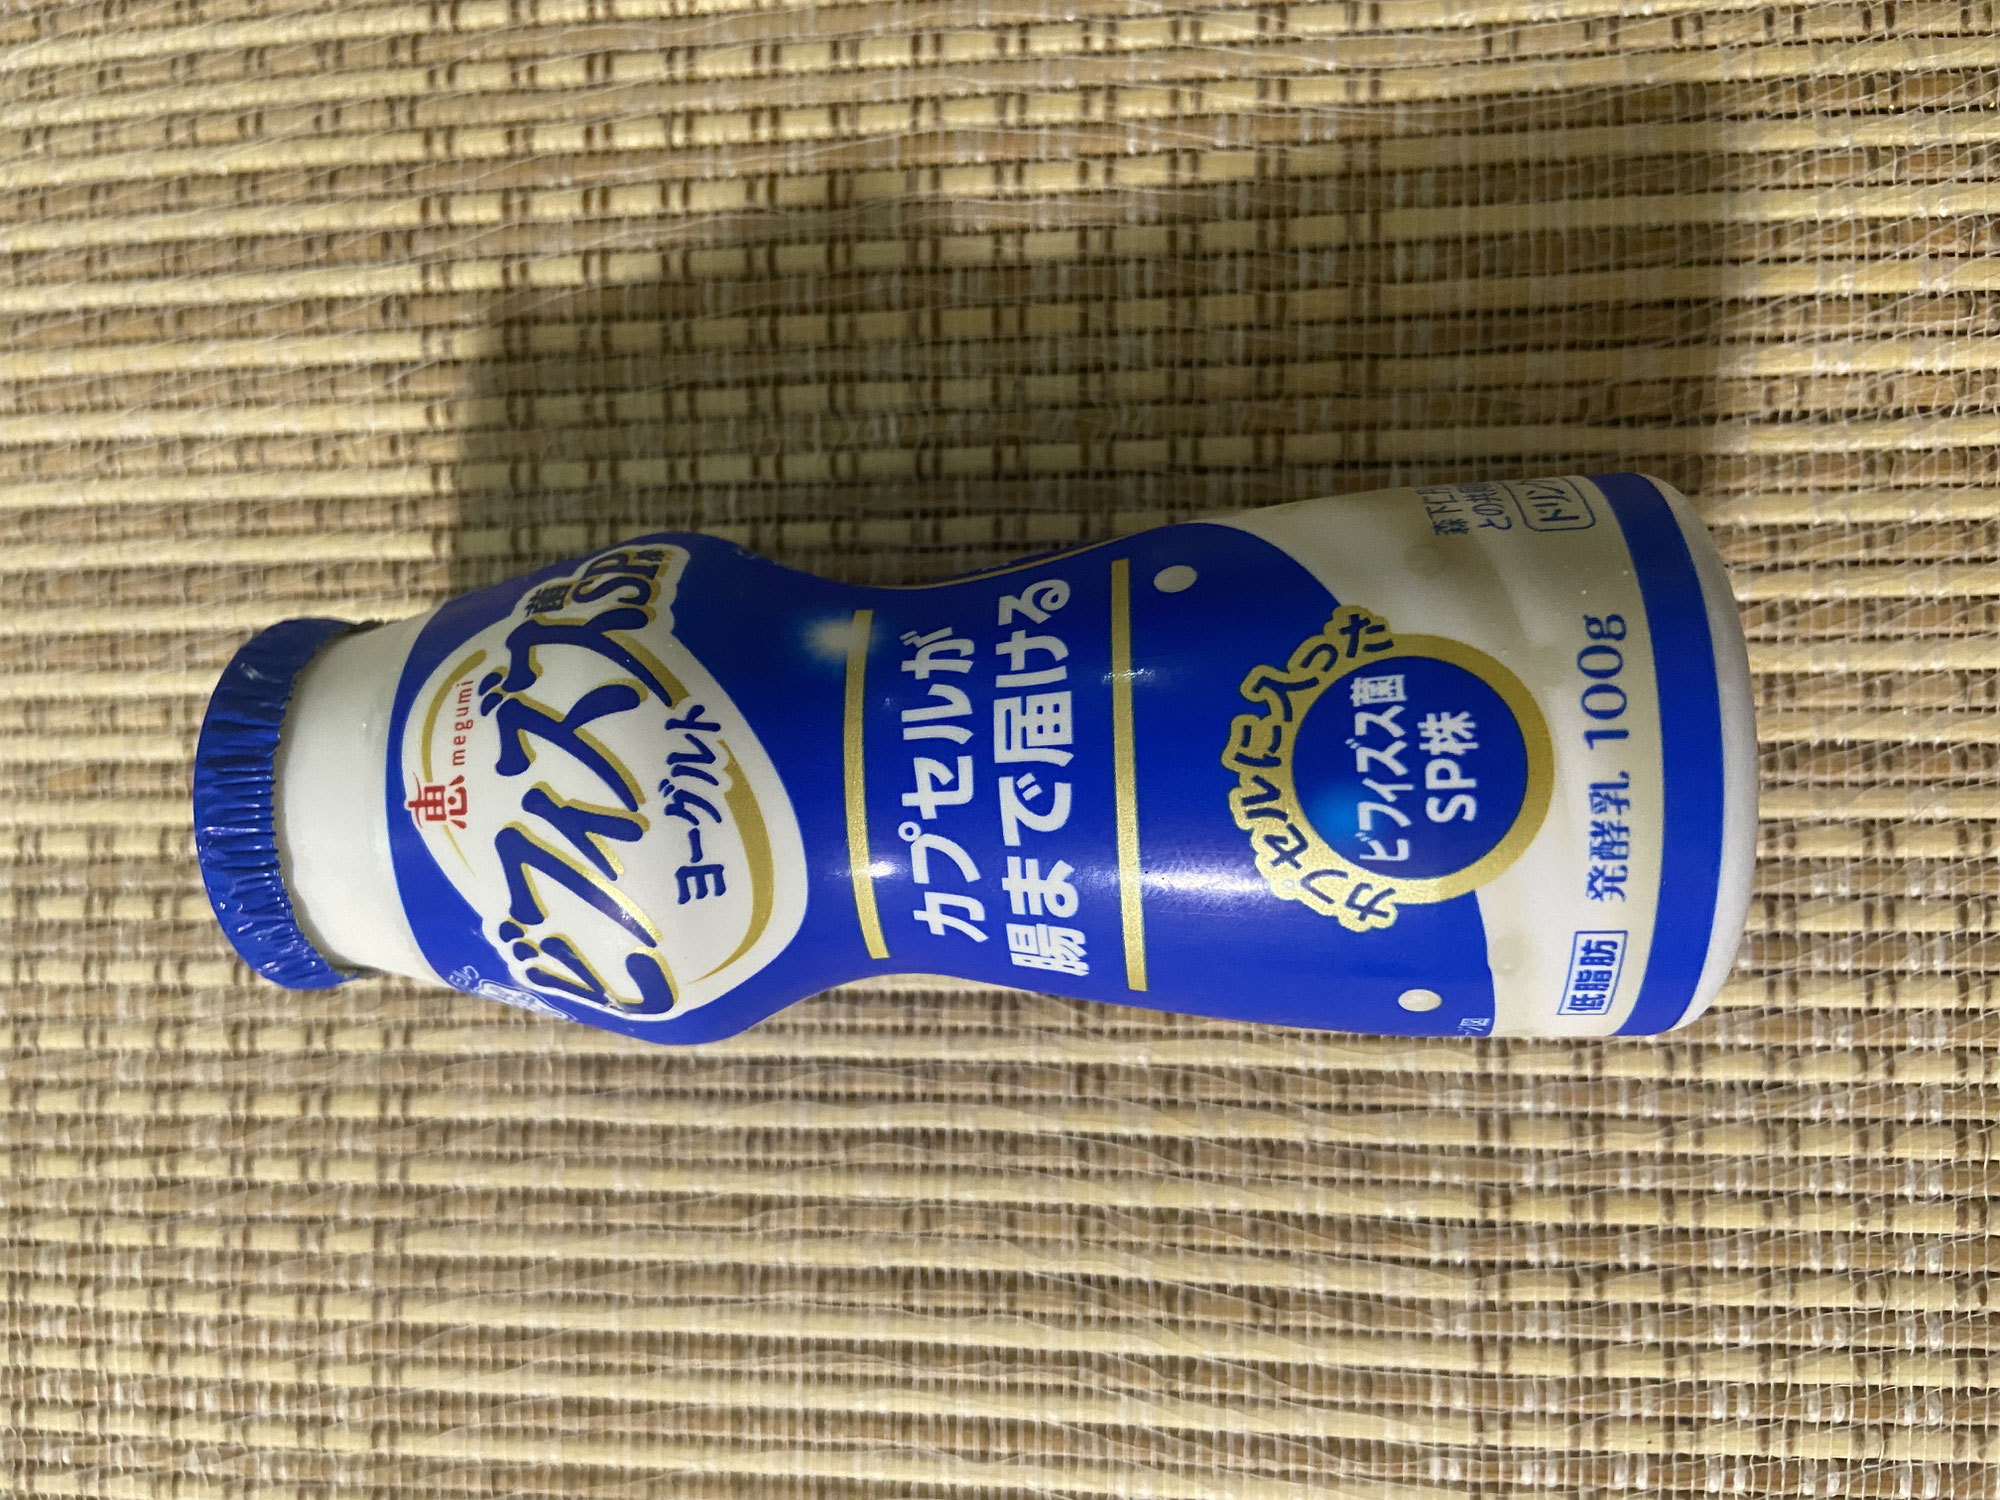 恵 megumi
ビフィズス菌SP株
ヨーグルト
カプセルが
腸まで届ける
カプセルに入った
ビフィズス菌
SP株
低脂肪
発酵乳 100g